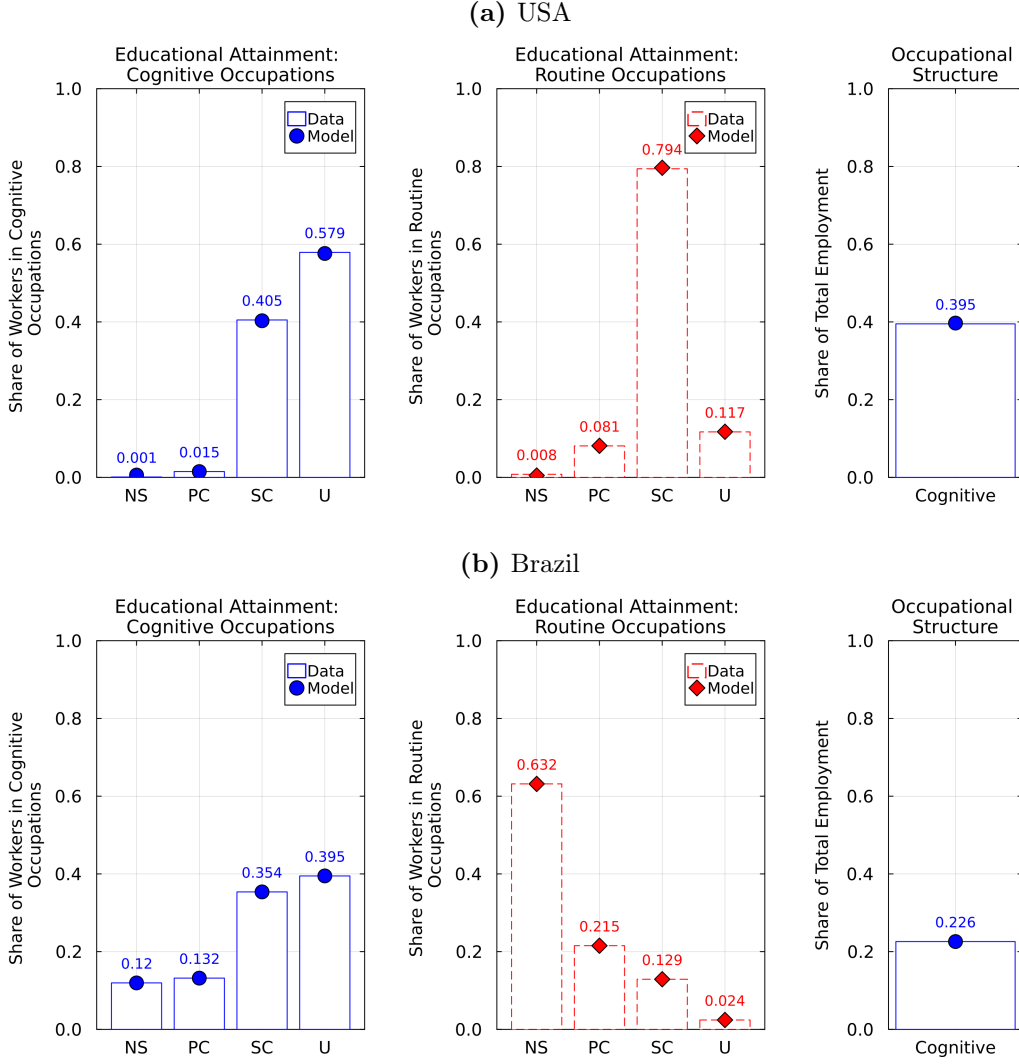 (a) USA
Educational Attainment:
Cognitive Occupations
Share of Workers in Cognitive
Occupations
1.0
0.8
0.6
0.4
0.2
0.0
Data
Model
0.001
0.015
0.405
0.579
NS PC SC U
Educational Attainment:
Routine Occupations
Share of Workers in Routine
Occupations
1.0
0.8
0.6
0.4
0.2
0.0
Data
Model
0.008
0.081
0.794
0.117
NS PC SC U
Occupational
Structure
Share of Total Employment
1.0
0.8
0.6
0.4
0.2
0.0
0.395
Cognitive
(b) Brazil
Educational Attainment:
Cognitive Occupations
Share of Workers in Cognitive
Occupations
1.0
0.8
0.6
0.4
0.2
0.0
Data
Model
0.12
0.132
0.354
0.395
NS PC SC U
Educational Attainment:
Routine Occupations
Share of Workers in Routine
Occupations
1.0
0.8
0.6
0.4
0.2
0.0
Data
Model
0.632
0.215
0.129
0.024
NS PC SC U
Occupational
Structure
Share of Total Employment
1.0
0.8
0.6
0.4
0.2
0.0
0.226
Cognitive